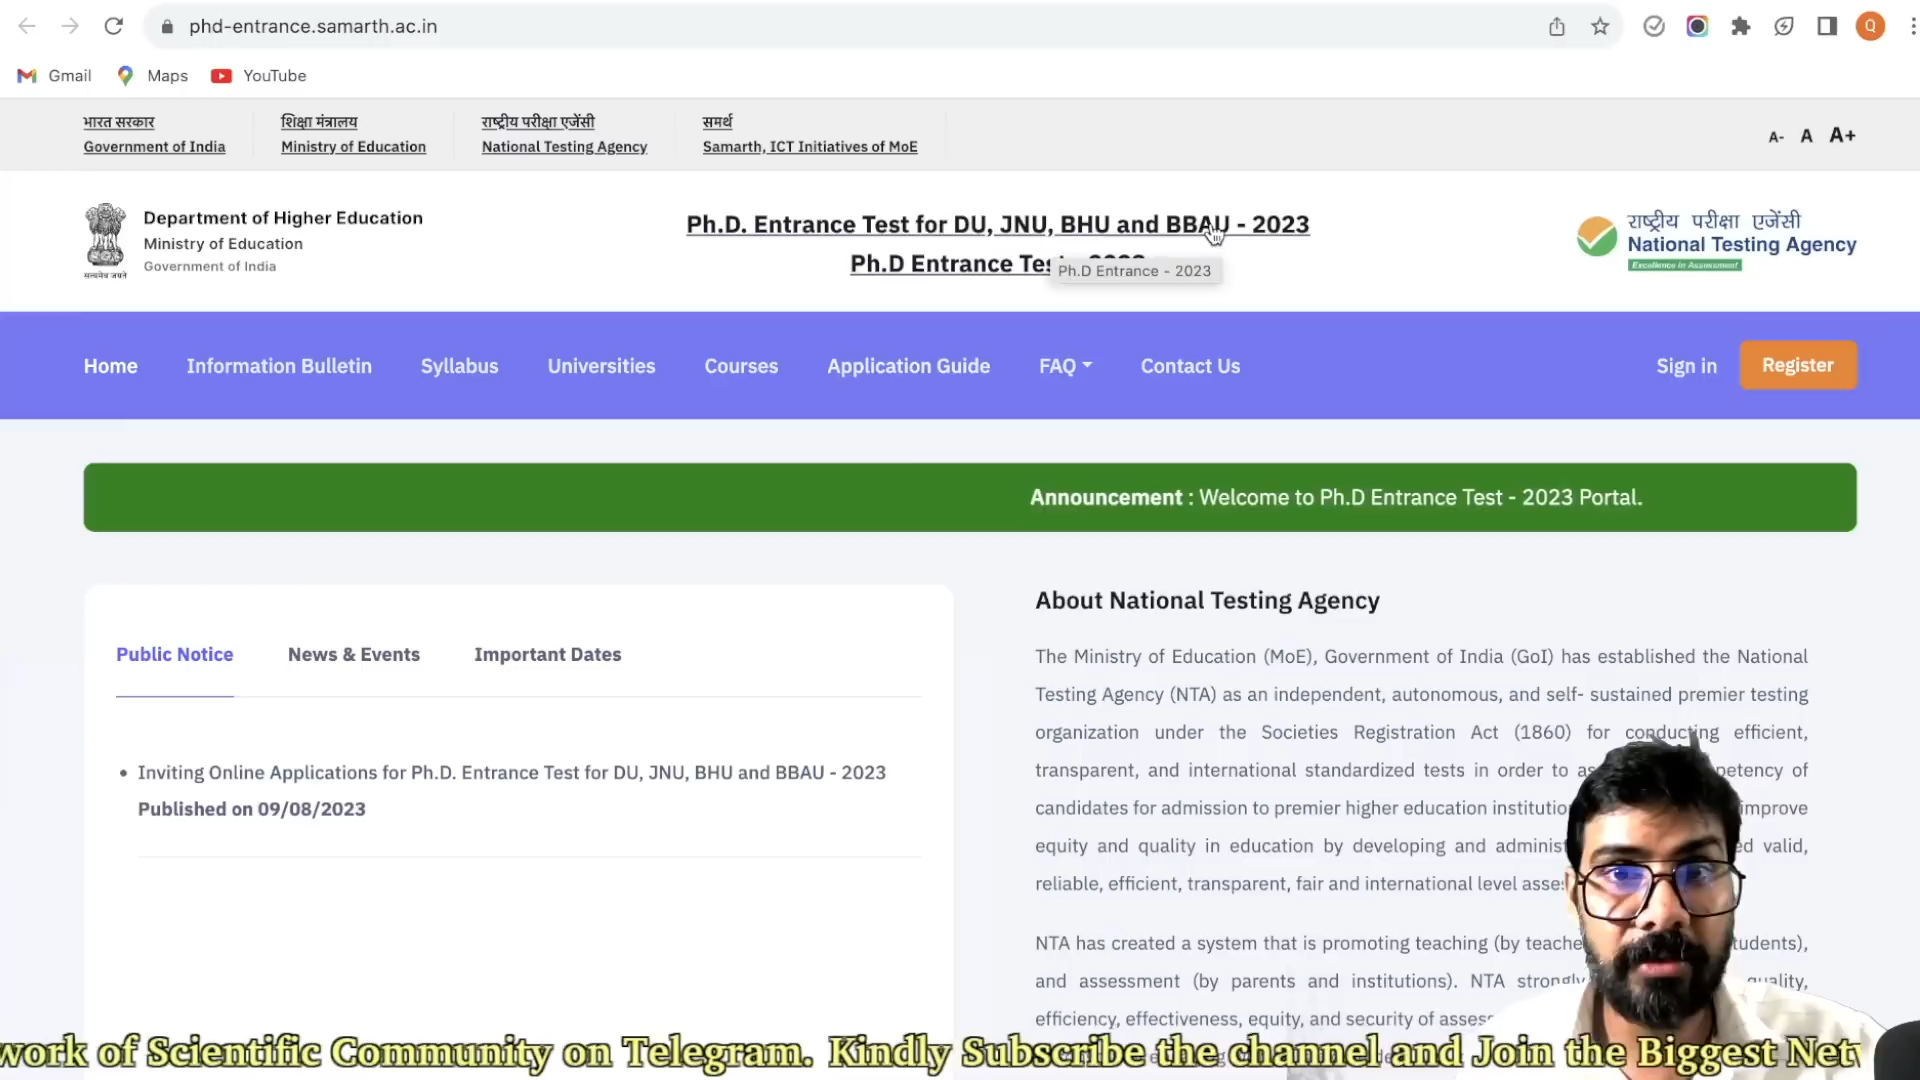 phd-entrance.samarth.ac.in
Q
Gmail Maps YouTube
भारत सरकार
Government of India
शिक्षा मंत्रालय
Ministry of Education
राष्ट्रीय परीक्षा एजेंसी
National Testing Agency
समर्थ
Samarth, ICT Initiatives of MoE
A- A A+
सत्यमेव जयते
Department of Higher Education
Ministry of Education
Government of India
Ph.D. Entrance Test for DU, JNU, BHU and BBAU - 2023
Ph.D Entrance
Ph.D Entrance - 2023
राष्ट्रीय परीक्षा एजेंसी
National Testing Agency
Excellence in Assessment
Home Information Bulletin Syllabus Universities Courses Application Guide FAQ Contact Us Sign in Register
Announcement : Welcome to Ph.D Entrance Test - 2023 Portal.
Public Notice News & Events Important Dates
Inviting Online Applications for Ph.D. Entrance Test for DU, JNU, BHU and BBAU - 2023
Published on 09/08/2023
About National Testing Agency
The Ministry of Education (MoE), Government of India (GoI) has established the National
Testing Agency (NTA) as an independent, autonomous, and self- sustained premier testing
organization under the Societies Registration Act (1860) for conducting efficient,
transparent, and international standardized tests in order to
of
candidates for admission to premier higher education
improve
equity and quality in education by developing and
valid,
reliable, efficient, transparent, fair and international level
NTA has created a system that is promoting teaching (by
and assessment (by parents and institutions). NTA
efficiency, effectiveness, equity, and security of
work of Scientific Community on Telegram. Kindly Subscribe the channel and Join the Biggest Net